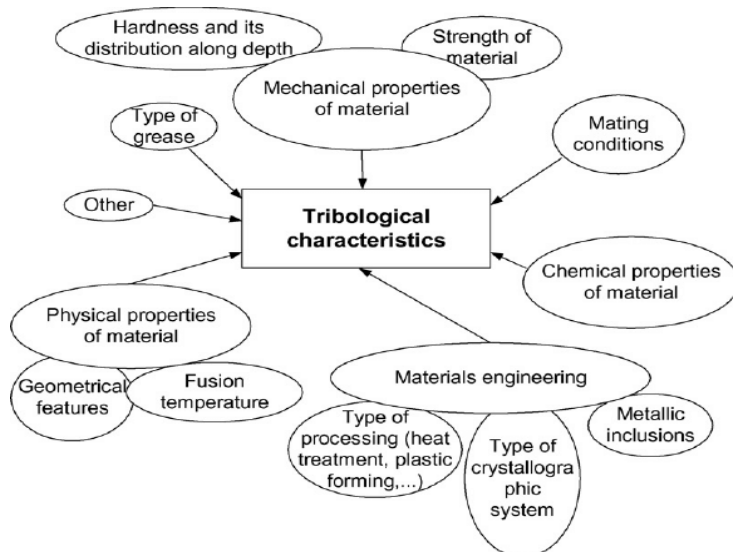 Hardness and its
distribution along depth
Strength of
material
Mechanical properties
of material
Type of
grease
Mating
conditions
Other
Tribological
characteristics
Chemical properties
of material
Physical properties
of material
Geometrical
features
Fusion
temperature
Materials engineering
Type of
processing (heat
treatment, plastic
forming,...)
Type of
crystallogra
phic
system
Metallic
inclusions